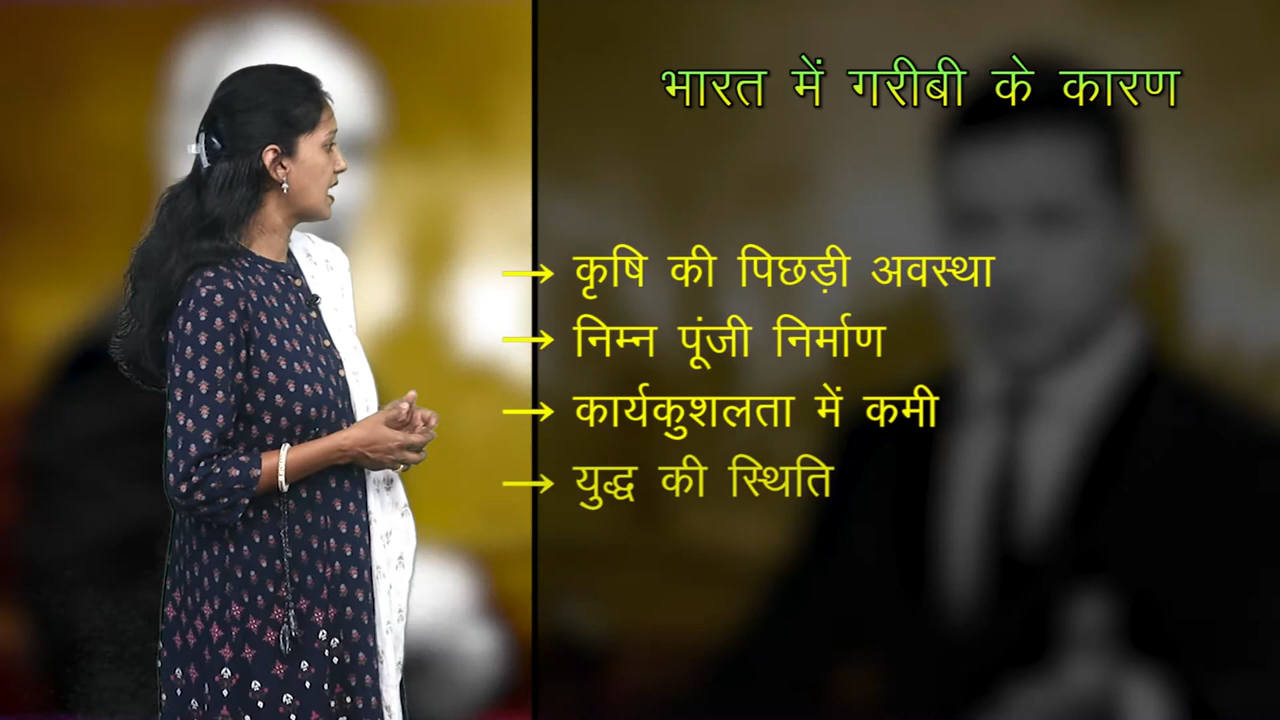 भारत में गरीबी के कारण
→ कृषि की पिछड़ी अवस्था
→ निम्न पूंजी निर्माण
→ कार्यकुशलता में कमी
→ युद्ध की स्थिति